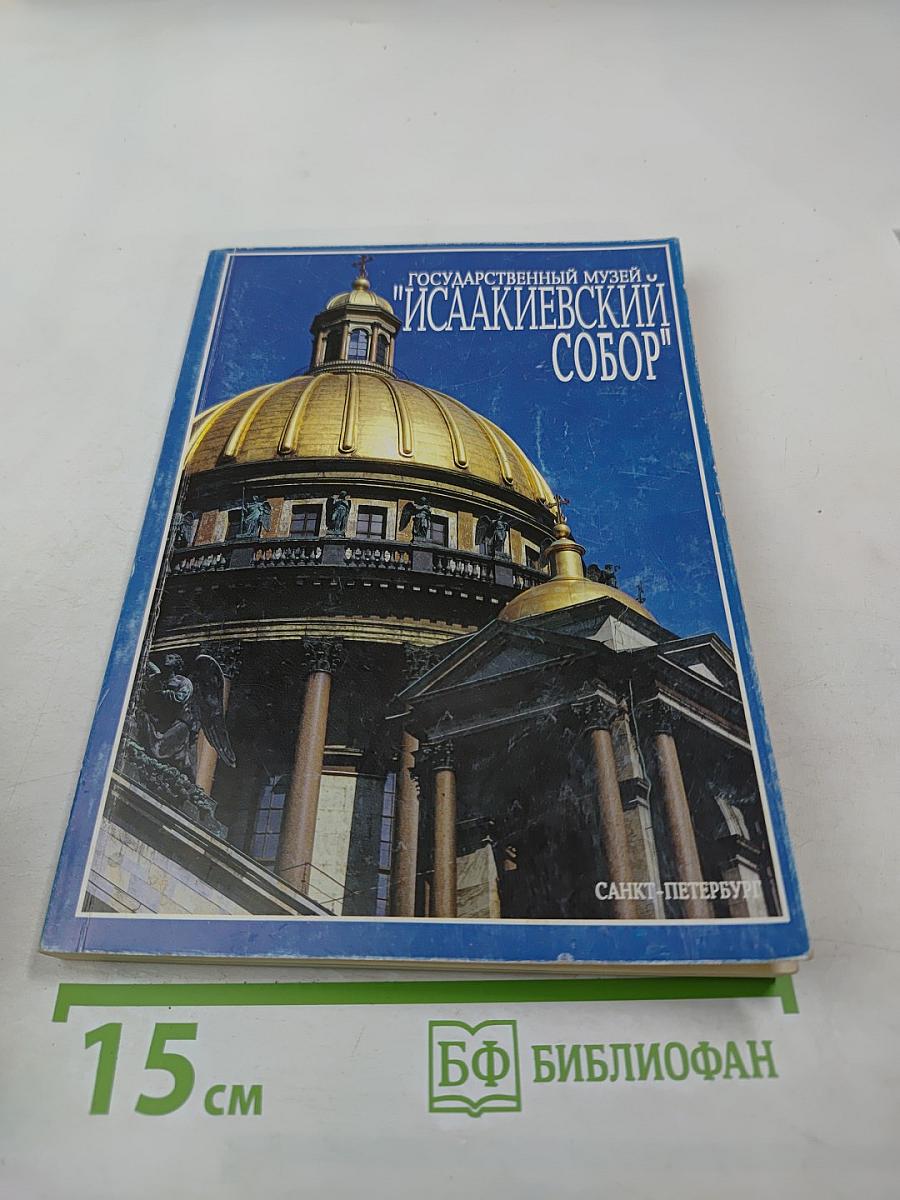 ГОСУДАРСТВЕННЫЙ МУЗЕЙ
"ИСААКИЕВСКИЙ
СОБОР"
САНКТ-ПЕТЕРБУРГ
15 см
БФ БИБЛИОФАН